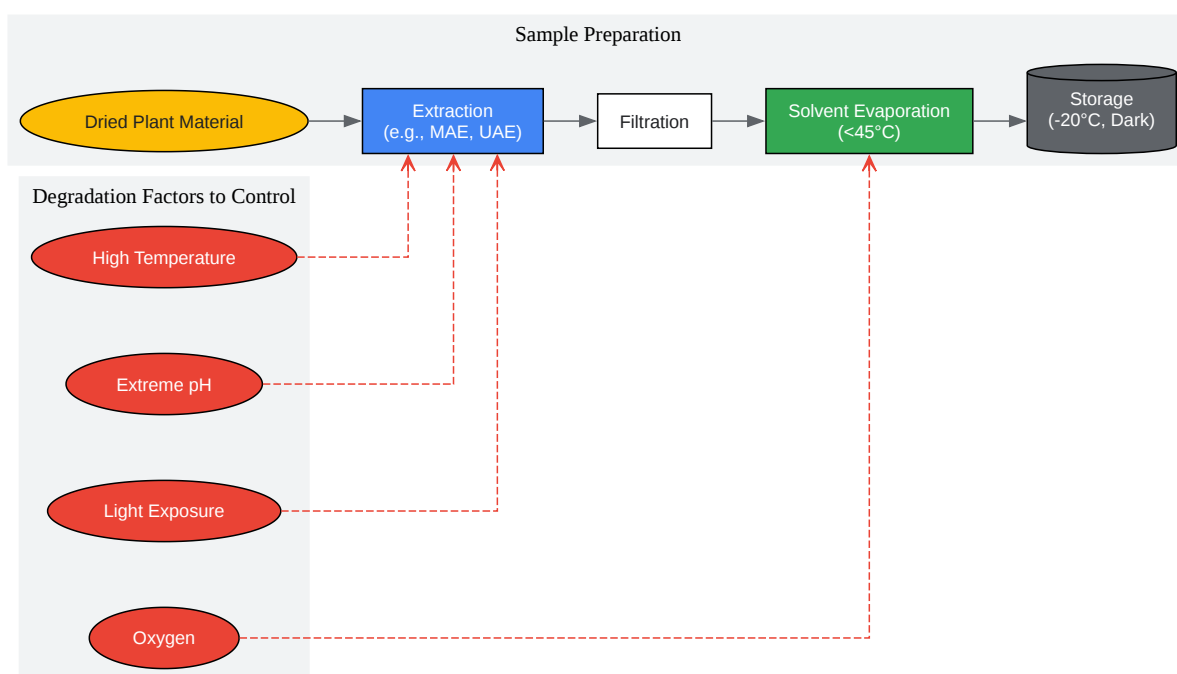 Sample Preparation
Dried Plant Material
Extraction
(e.g., MAE, UAE)
Filtration
Solvent Evaporation
(<45°C)
Storage
(-20°C, Dark)
Degradation Factors to Control
High Temperature
Extreme pH
Light Exposure
Oxygen